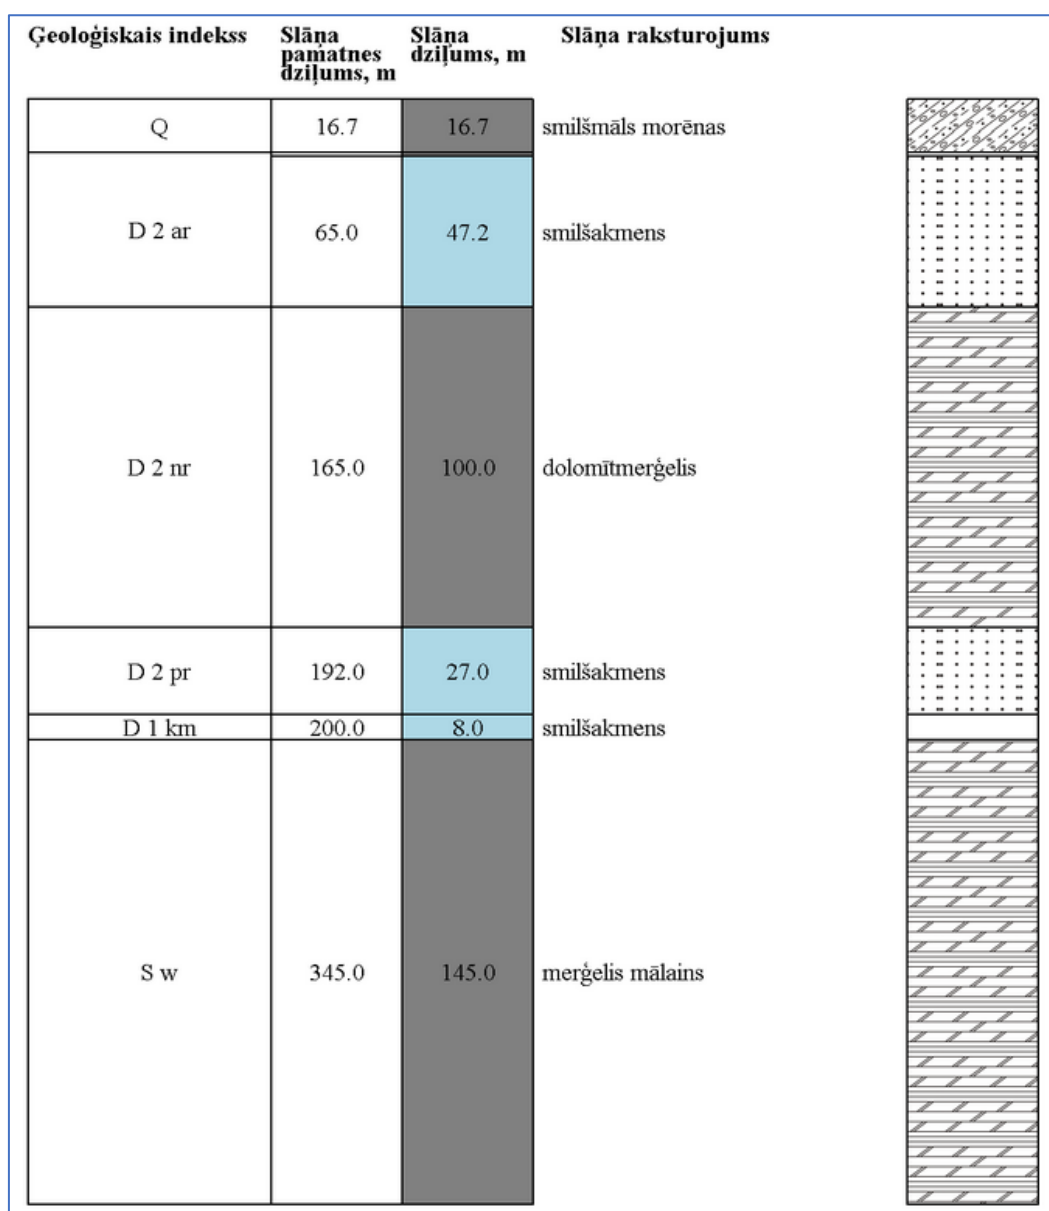 Ģeoloģiskais indekss Slāņa pamatnes dziļums, m Slāņa dziļums, m Slāņa raksturojums
Q 16.7 16.7 smilšmāls morēnas
D 2 ar 65.0 47.2 smilšakmens
D 2 nr 165.0 100.0 dolomītmerģelis
D 2 pr 192.0 27.0 smilšakmens
D 1 km 200.0 8.0 smilšakmens
S w 345.0 145.0 merģelis mālains